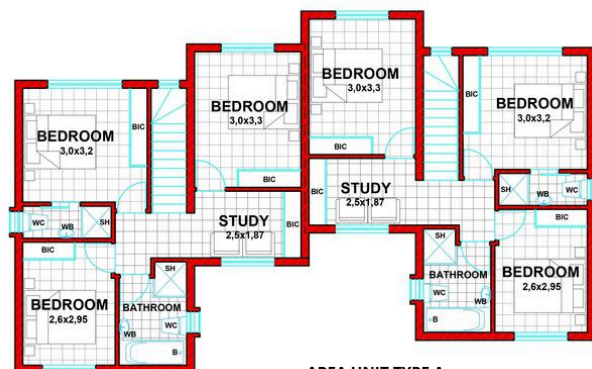 BEDROOM
3,0x3,3
BIC
BEDROOM
3,0x3,3
BIC
BEDROOM
3,0x3,2
BIC
BEDROOM
3,0x3,2
BIC
WC
WB
SH
STUDY
2,5x1,87
BIC
BIC
STUDY
2,5x1,87
SH
WB
WC
BIC
BEDROOM
2,6x2,95
SH
BATHROOM
WC
WB
B
SH
BATHROOM
WC
WB
B
BIC
BEDROOM
2,6x2,95